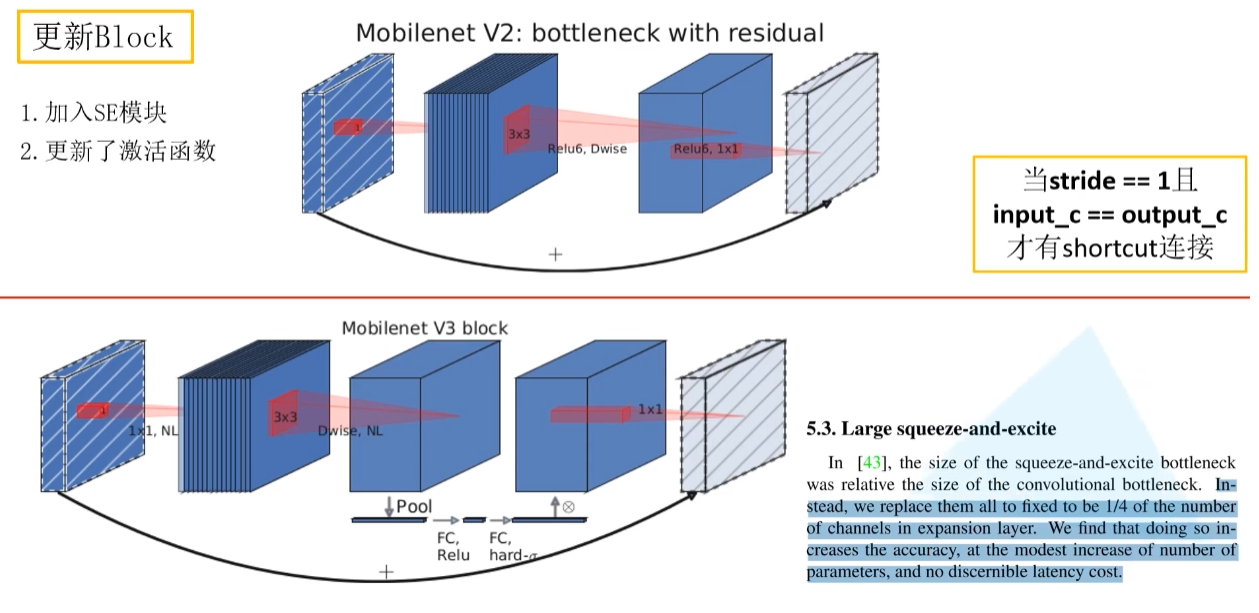 更新Block
1. 加入SE模块
2. 更新了激活函数
Mobilenet V2: bottleneck with residual
1
3x3
Relu6, Dwise
Relu6, 1x1
+
当stride == 1且
input_c == output_c
才有shortcut连接
Mobilenet V3 block
1
1x1, NL
3x3
Dwise, NL
1x1
Pool
⊗
FC,
Relu
FC,
hard-σ
+
5.3. Large squeeze-and-excite
In [43], the size of the squeeze-and-excite bottleneck
was relative the size of the convolutional bottleneck. In-
stead, we replace them all to fixed to be 1/4 of the number
of channels in expansion layer. We find that doing so in-
creases the accuracy, at the modest increase of number of
parameters, and no discernible latency cost.